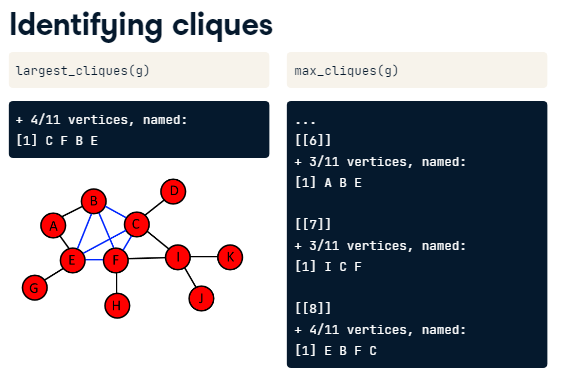 Identifying cliques
largest_cliques(g)
+ 4/11 vertices, named:
[1] C F B E
B
D
A
C
E
F
I
K
G
H
J
max_cliques(g)
...
[[6]]
+ 3/11 vertices, named:
[1] A B E
[[7]]
+ 3/11 vertices, named:
[1] I C F
[[8]]
+ 4/11 vertices, named:
[1] E B F C